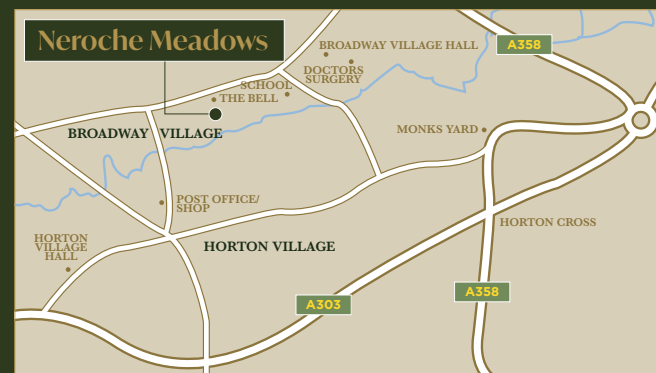 Neroche Meadows
BROADWAY VILLAGE HALL
A358
DOCTORS
SURGERY
SCHOOL
THE BELL
BROADWAY VILLAGE
MONKS YARD
POST OFFICE/
SHOP
HORTON CROSS
HORTON
VILLAGE
HALL
HORTON VILLAGE
A358
A303